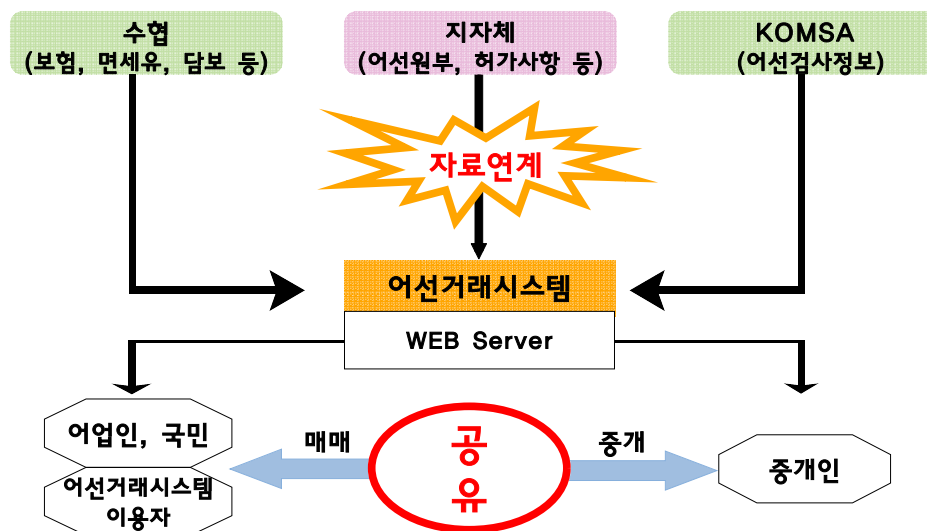 수협
(보험, 면세유, 담보 등)
지자체
(어선원부, 허가사항 등)
KOMSA
(어선검사정보)
자료연계
어선거래시스템
WEB Server
어업인, 국민
어선거래시스템
이용자
매매
공
유
중개
중개인